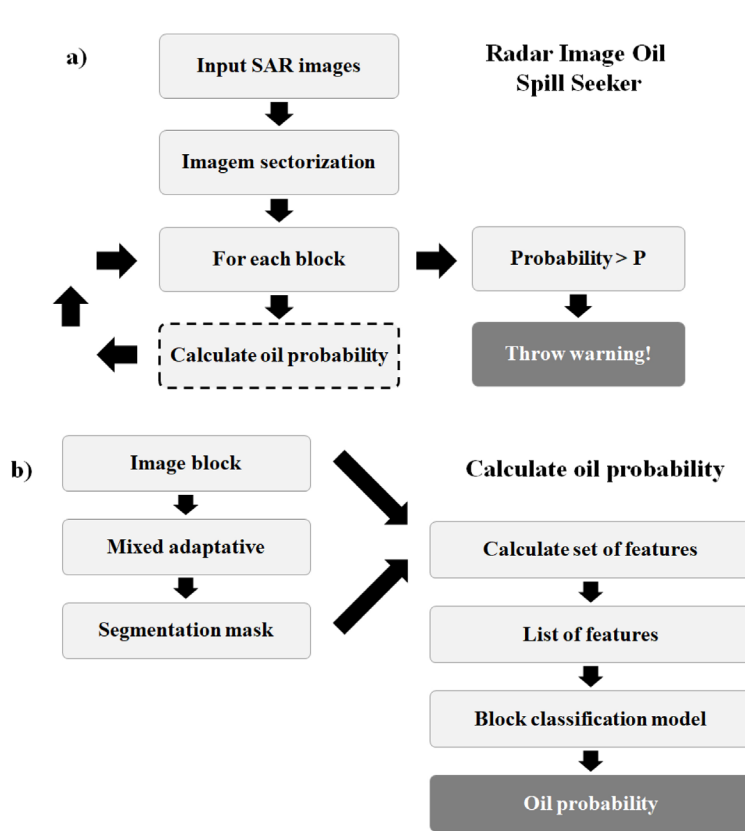 a)
Radar Image Oil
Spill Seeker
Input SAR images
Imagem sectorization
For each block
Probability > P
Calculate oil probability
Throw warning!
b)
Calculate oil probability
Image block
Mixed adaptative
Segmentation mask
Calculate set of features
List of features
Block classification model
Oil probability